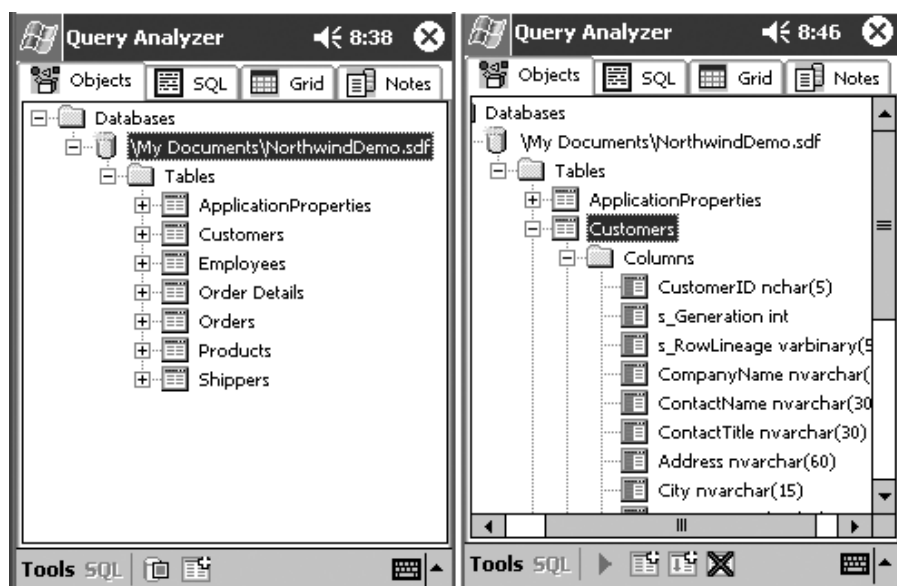 Query Analyzer 8:38
Objects SQL Grid Notes
Databases
\My Documents\NorthwindDemo.sdf
Tables
ApplicationProperties
Customers
Employees
Order Details
Orders
Products
Shippers
Tools SQL
Query Analyzer 8:46
Objects SQL Grid Notes
Databases
\My Documents\NorthwindDemo.sdf
Tables
ApplicationProperties
Customers
Columns
CustomerID nchar(5)
s_Generation int
s_RowLineage varbinary(5
CompanyName nvarchar(
ContactName nvarchar(30
ContactTitle nvarchar(30)
Address nvarchar(60)
City nvarchar(15)
Tools SQL